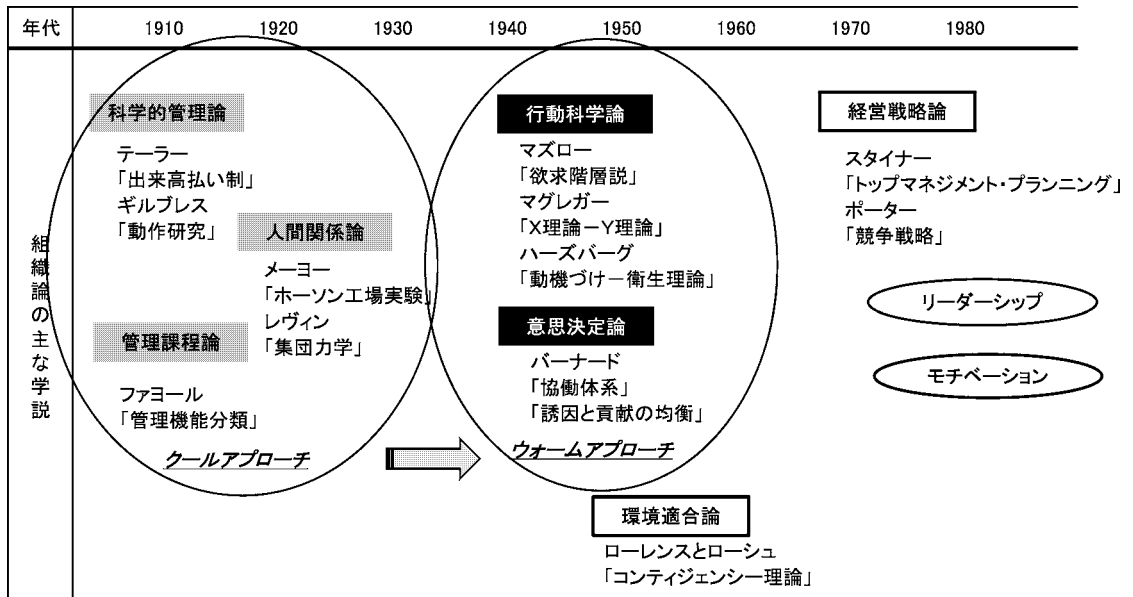 年代 1910 1920 1930 1940 1950 1960 1970 1980
組織論の主な学説
科学的管理論
テーラー
「出来高払い制」
ギルブレス
「動作研究」
人間関係論
メーヨー
「ホーソン工場実験」
レヴィン
「集団力学」
管理課程論
ファヨール
「管理機能分類」
クールアプローチ
行動科学論
マズロー
「欲求階層説」
マグレガー
「X理論－Y理論」
ハーズバーグ
「動機づけ－衛生理論」
意思決定論
バーナード
「協働体系」
「誘因と貢献の均衡」
ウォームアプローチ
環境適合論
ローレンスとローシュ
「コンティジェンシー理論」
経営戦略論
スタイナー
「トップマネジメント・プランニング」
ポーター
「競争戦略」
リーダーシップ
モチベーション